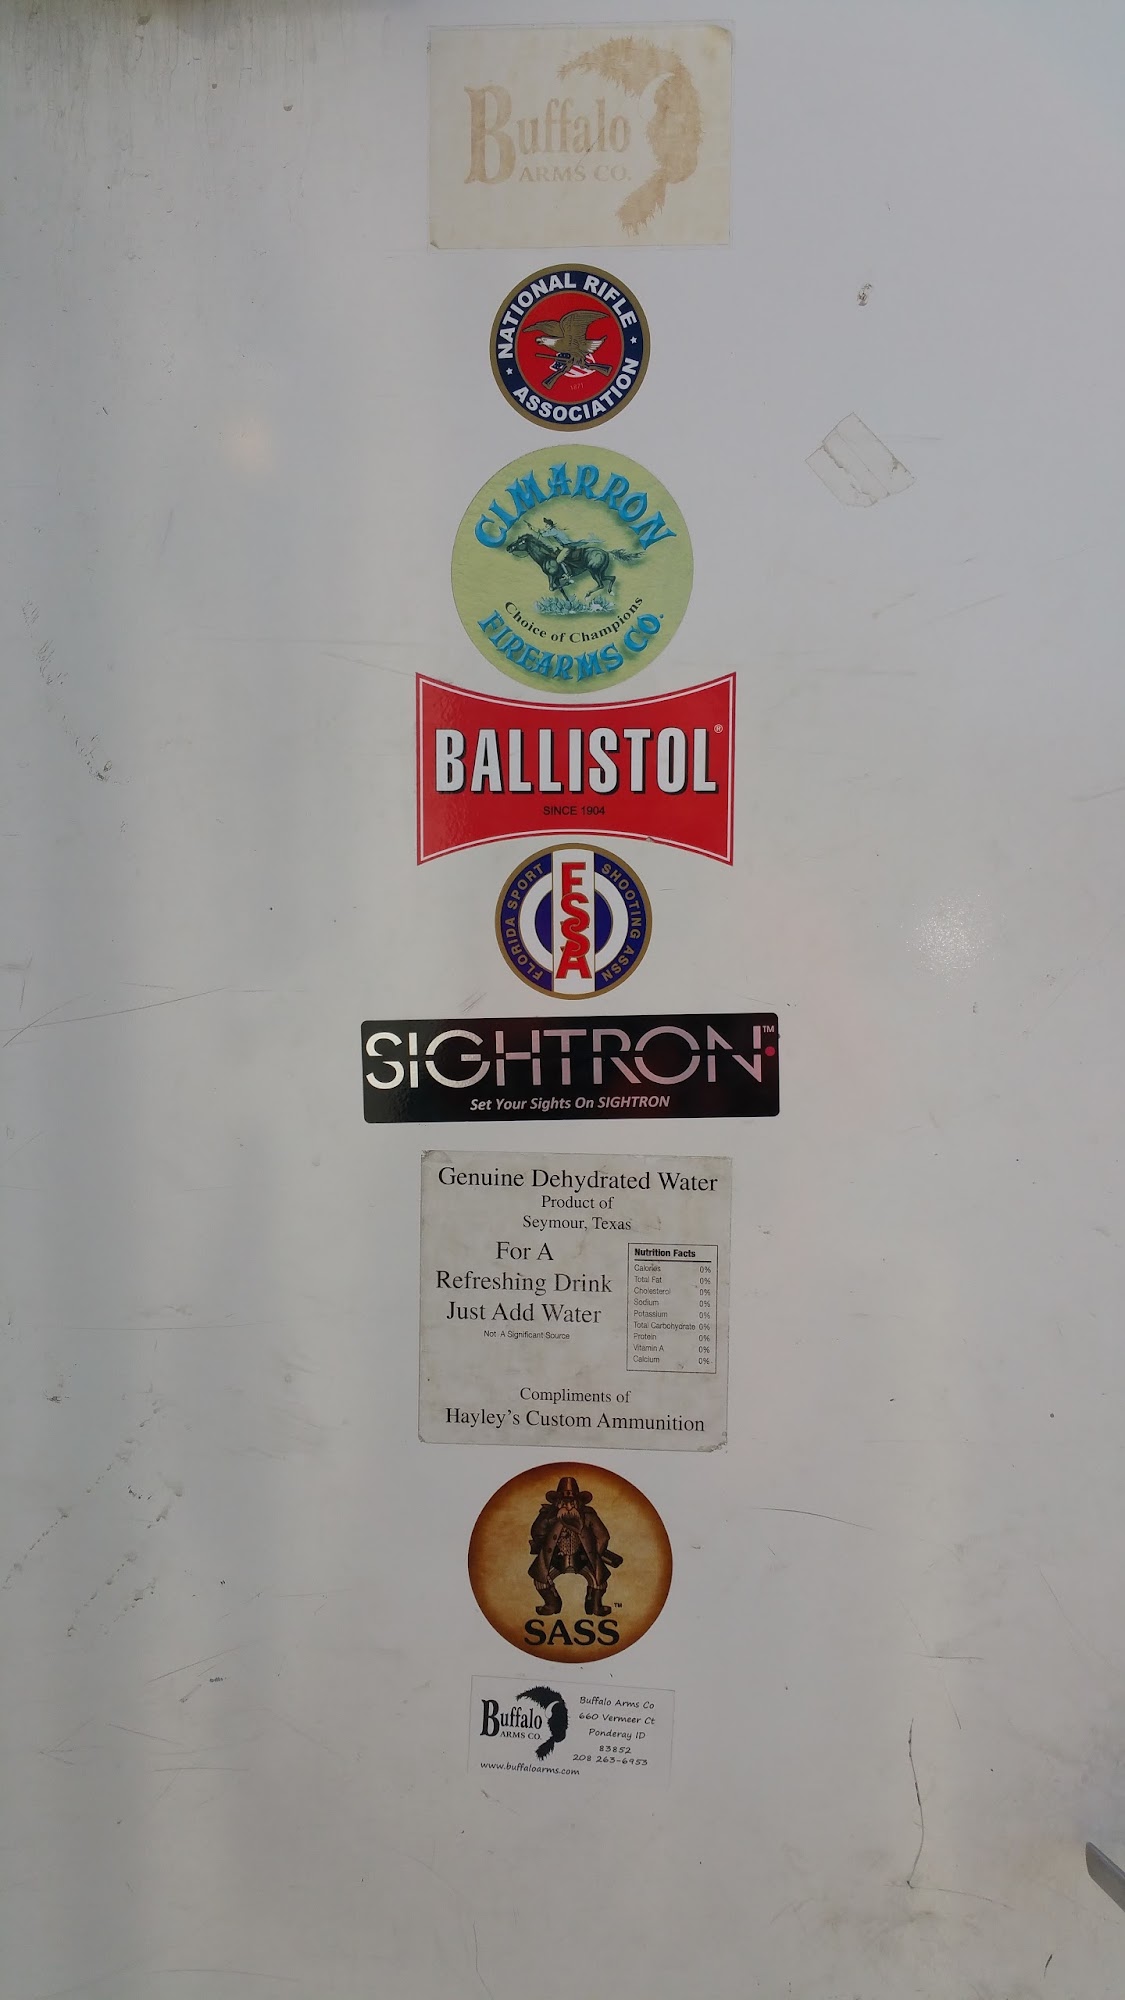 Buffalo
ARMS CO.
NATIONAL RIFLE
1871
ASSOCIATION
CIMARRON
Choice of Champions
FIREARMS CO.
BALLISTOL®
SINCE 1904
FLORIDA SPORT
FSSA
SHOOTING ASSN
SIGHTRON™
Set Your Sights On SIGHTRON
Genuine Dehydrated Water
Product of
Seymour, Texas
For A
Refreshing Drink
Just Add Water
Not A Significant Source
Nutrition Facts
Calories 0%
Total Fat 0%
Cholesterol 0%
Sodium 0%
Potassium 0%
Total Carbohydrate 0%
Protein 0%
Vitamin A 0%
Calcium 0%
Compliments of
Hayley's Custom Ammunition
SASS™
Buffalo
ARMS CO.
www.buffaloarms.com
Buffalo Arms Co
660 Vermeer Ct
Ponderay ID
83852
208 263-6953